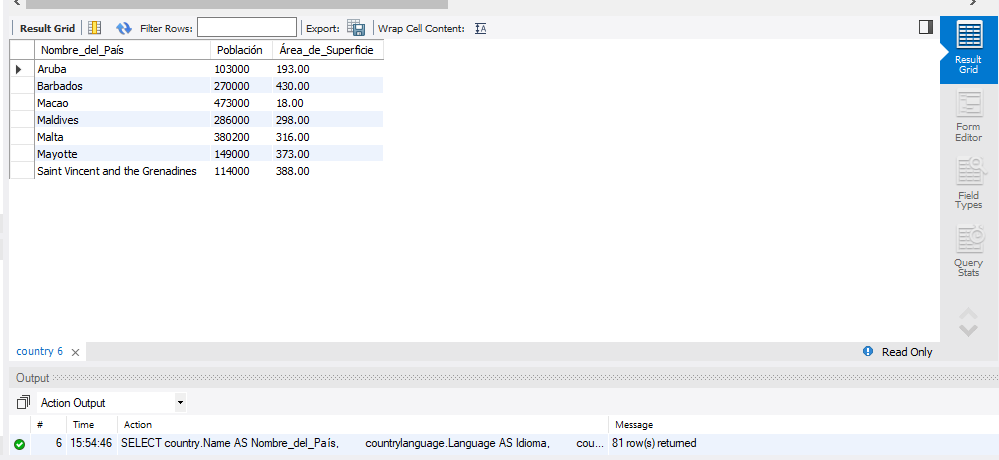 Result Grid Filter Rows: Export: Wrap Cell Content: IA
Nombre_del_País Población Área_de_Superficie
Aruba 103000 193.00
Barbados 270000 430.00
Macao 473000 18.00
Maldives 286000 298.00
Malta 380200 316.00
Mayotte 149000 373.00
Saint Vincent and the Grenadines 114000 388.00
Result
Grid
Form
Editor
Field
Types
Query
Stats
country 6 Read Only
Output
Action Output
# Time Action Message
6 15:54:46 SELECT country.Name AS Nombre_del_País, countrylanguage.Language AS Idioma, cou... 81 row(s) returned